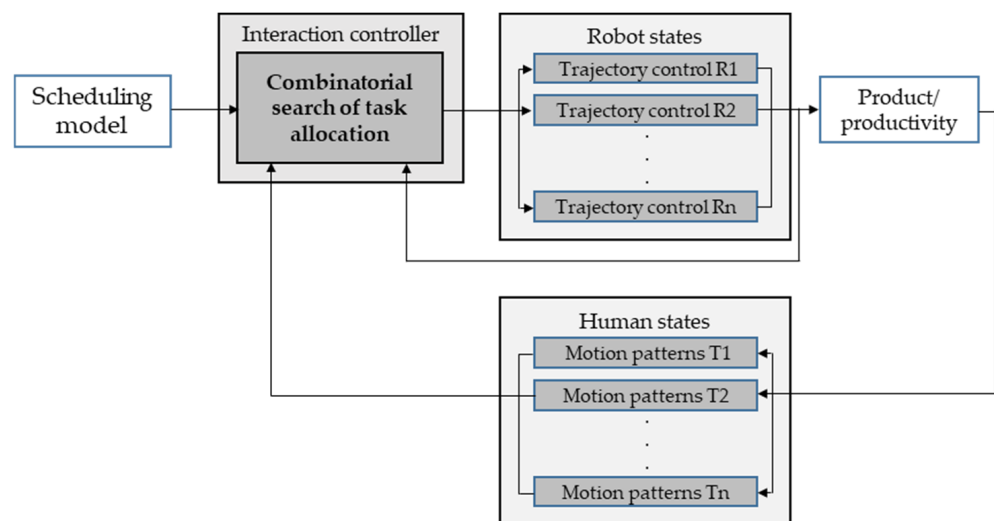 Scheduling
model
Interaction controller
Combinatorial
search of task
allocation
Robot states
Trajectory control R1
Trajectory control R2
.
.
.
Trajectory control Rn
Product/
productivity
Human states
Motion patterns T1
Motion patterns T2
.
.
.
Motion patterns Tn